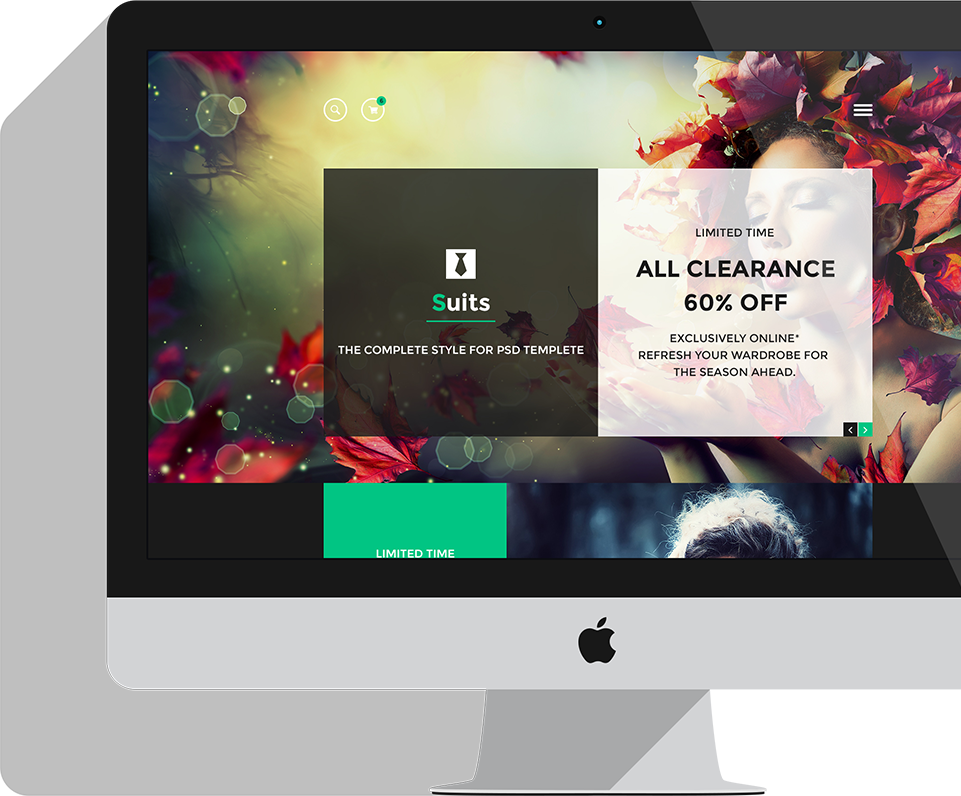 6
Suits
THE COMPLETE STYLE FOR PSD TEMPLETE
LIMITED TIME
ALL CLEARANCE
60% OFF
EXCLUSIVELY ONLINE*
REFRESH YOUR WARDROBE FOR
THE SEASON AHEAD.
LIMITED TIME